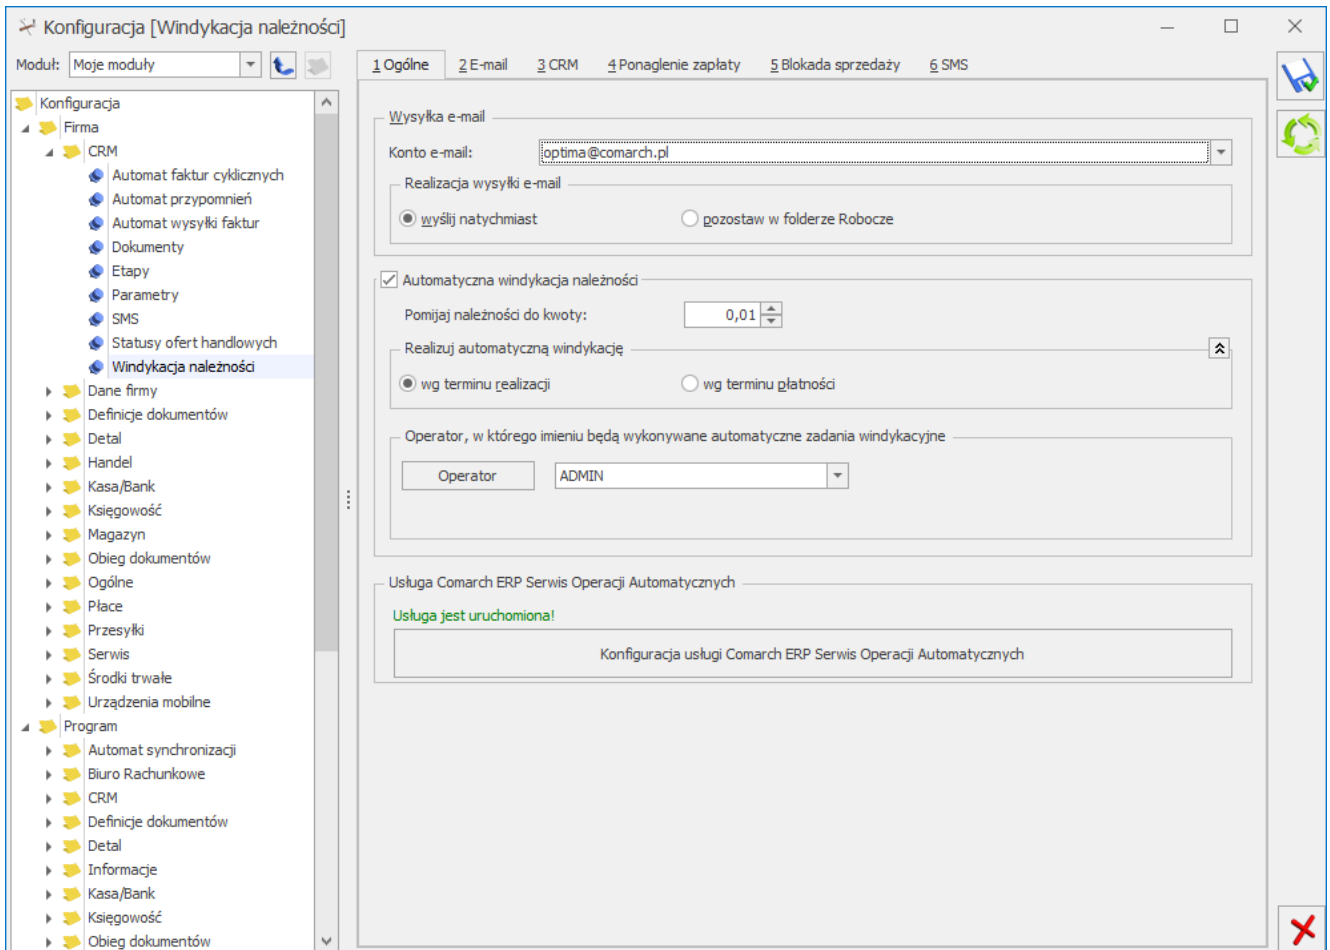 Konfiguracja [Windykacja należności]
Moduł: Moje moduły
Konfiguracja
Firma
CRM
Automat faktur cyklicznych
Automat przypomnień
Automat wysyłki faktur
Dokumenty
Etapy
Parametry
SMS
Statusy ofert handlowych
Windykacja należności
Dane firmy
Definicje dokumentów
Detal
Handel
Kasa/Bank
Księgowość
Magazyn
Obieg dokumentów
Ogólne
Płace
Przesyłki
Serwis
Środki trwałe
Urządzenia mobilne
Program
Automat synchronizacji
Biuro Rachunkowe
CRM
Definicje dokumentów
Detal
Informacje
Kasa/Bank
Księgowość
Obieg dokumentów
1 Ogólne 2 E-mail 3 CRM 4 Ponaglenie zapłaty 5 Blokada sprzedaży 6 SMS
Wysyłka e-mail
Konto e-mail: optima@comarch.pl
Realizacja wysyłki e-mail
wyślij natychmiast pozostaw w folderze Robocze
Automatyczna windykacja należności
Pomijaj należności do kwoty: 0,01
Realizuj automatyczną windykację
wg terminu realizacji wg terminu płatności
Operator, w którego imieniu będą wykonywane automatyczne zadania windykacyjne
Operator ADMIN
Usługa Comarch ERP Serwis Operacji Automatycznych
Usługa jest uruchomiona!
Konfiguracja usługi Comarch ERP Serwis Operacji Automatycznych